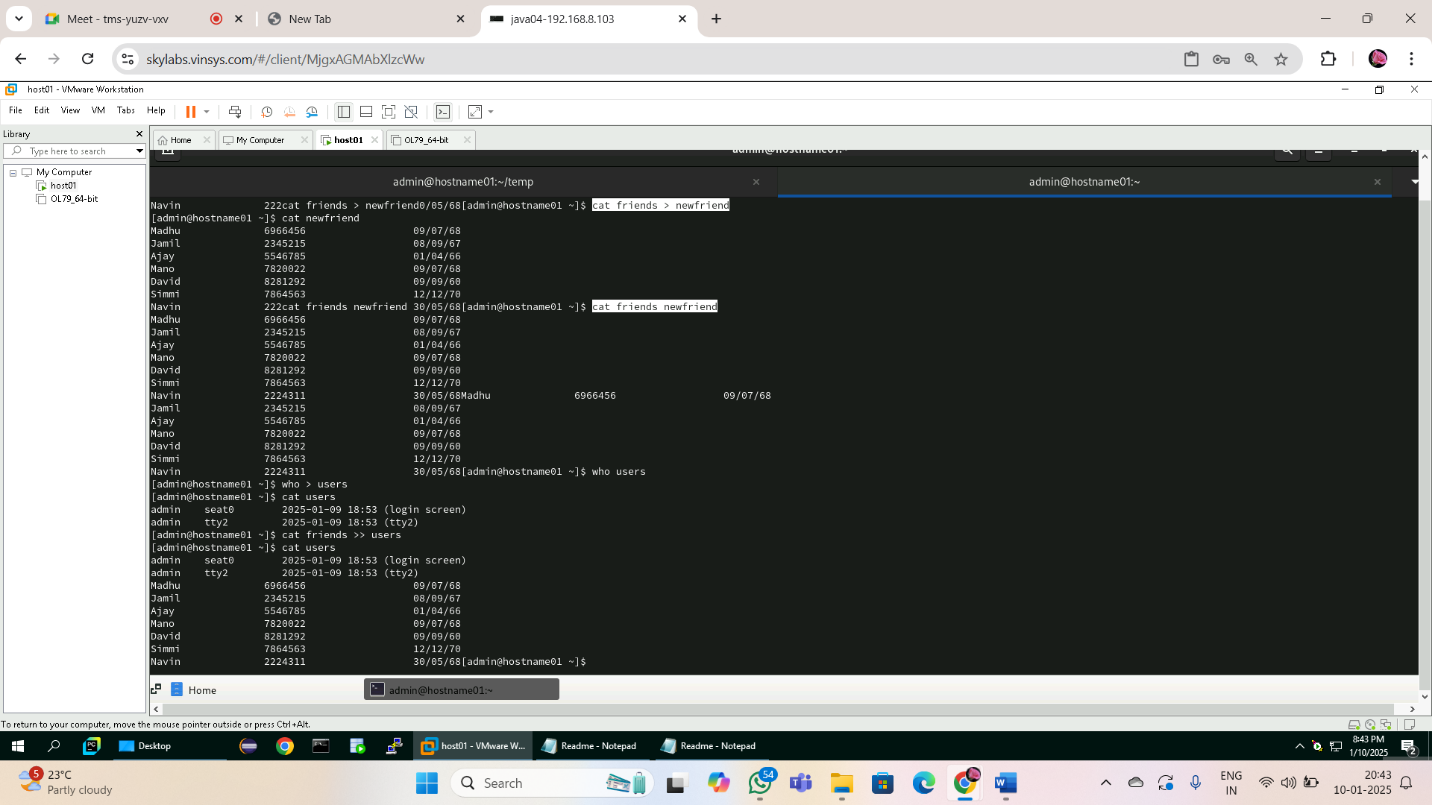 Meet - tms-yuzv-vxv
New Tab
java04-192.168.8.103
skylabs.vinsys.com/#/client/MjgxAGMAbXlzcWw
host01 - VMware Workstation
File Edit View VM Tabs Help
Library
Type here to search
My Computer
host01
OL79_64-bit
Home
My Computer
host01
OL79_64-bit
admin@hostname01:~/temp
admin@hostname01:~
Navin 222cat friends > newfriend0/05/68[admin@hostname01 ~]$ cat friends > newfriend
[admin@hostname01 ~]$ cat newfriend
Madhu 6966456 09/07/68
Jamil 2345215 08/09/67
Ajay 5546785 01/04/66
Mano 7820022 09/07/68
David 8281292 09/09/60
Simmi 7864563 12/12/70
Navin 222cat friends newfriend 30/05/68[admin@hostname01 ~]$ cat friends newfriend
Madhu 6966456 09/07/68
Jamil 2345215 08/09/67
Ajay 5546785 01/04/66
Mano 7820022 09/07/68
David 8281292 09/09/60
Simmi 7864563 12/12/70
Navin 2224311 30/05/68Madhu 6966456 09/07/68
Jamil 2345215 08/09/67
Ajay 5546785 01/04/66
Mano 7820022 09/07/68
David 8281292 09/09/60
Simmi 7864563 12/12/70
Navin 2224311 30/05/68[admin@hostname01 ~]$ who users
[admin@hostname01 ~]$ who > users
[admin@hostname01 ~]$ cat users
admin seat0 2025-01-09 18:53 (login screen)
admin tty2 2025-01-09 18:53 (tty2)
[admin@hostname01 ~]$ cat friends >> users
[admin@hostname01 ~]$ cat users
admin seat0 2025-01-09 18:53 (login screen)
admin tty2 2025-01-09 18:53 (tty2)
Madhu 6966456 09/07/68
Jamil 2345215 08/09/67
Ajay 5546785 01/04/66
Mano 7820022 09/07/68
David 8281292 09/09/60
Simmi 7864563 12/12/70
Navin 2224311 30/05/68[admin@hostname01 ~]$
Home
admin@hostname01:~
To return to your computer, move the mouse pointer outside or press Ctrl+Alt.
Desktop
host01 - VMware W...
Readme - Notepad
Readme - Notepad
8:43 PM
1/10/2025
2
5
23°C
Partly cloudy
Search
54
ENG
IN
20:43
10-01-2025